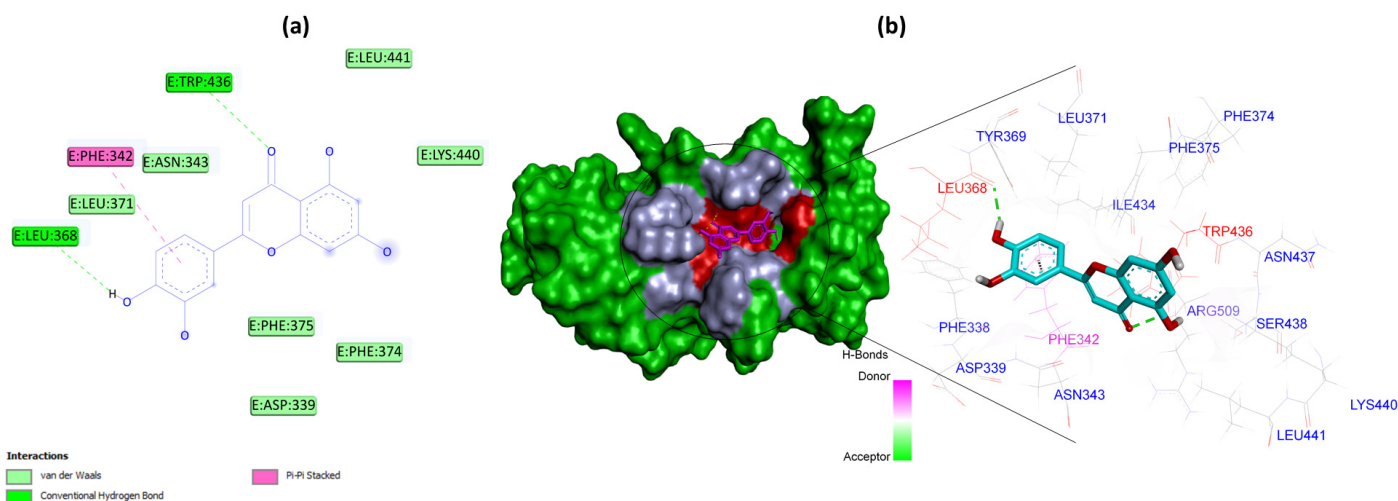 (a)
E:LEU:441
E:TRP:436
E:PHE:342
E:ASN:343
E:LYS:440
E:LEU:371
E:LEU:368
O
O
O
O
H
O
O
E:PHE:375
E:PHE:374
E:ASP:339
Interactions
van der Waals
Conventional Hydrogen Bond
Pi-Pi Stacked
(b)
LEU371
PHE374
TYR369
PHE375
LEU368
ILE434
TRP436
ASN437
ARG509
SER438
PHE338
PHE342
ASP339
ASN343
LYS440
LEU441
H-Bonds
Donor
Acceptor